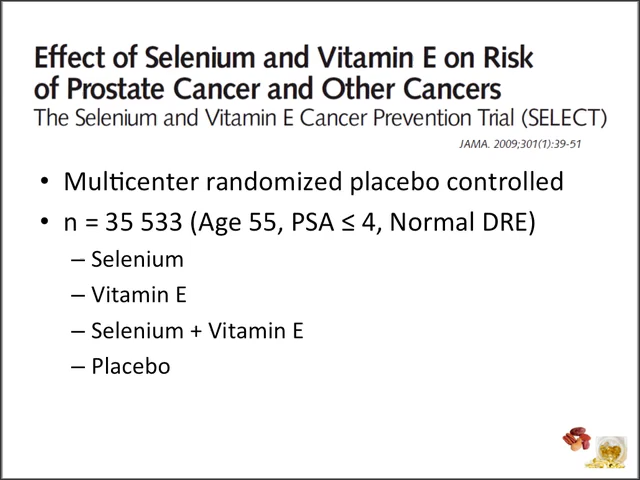 Effect of Selenium and Vitamin E on Risk
of Prostate Cancer and Other Cancers
The Selenium and Vitamin E Cancer Prevention Trial (SELECT)
JAMA. 2009;301(1):39-51
• Multicenter randomized placebo controlled
• n = 35 533 (Age 55, PSA ≤ 4, Normal DRE)
– Selenium
– Vitamin E
– Selenium + Vitamin E
– Placebo